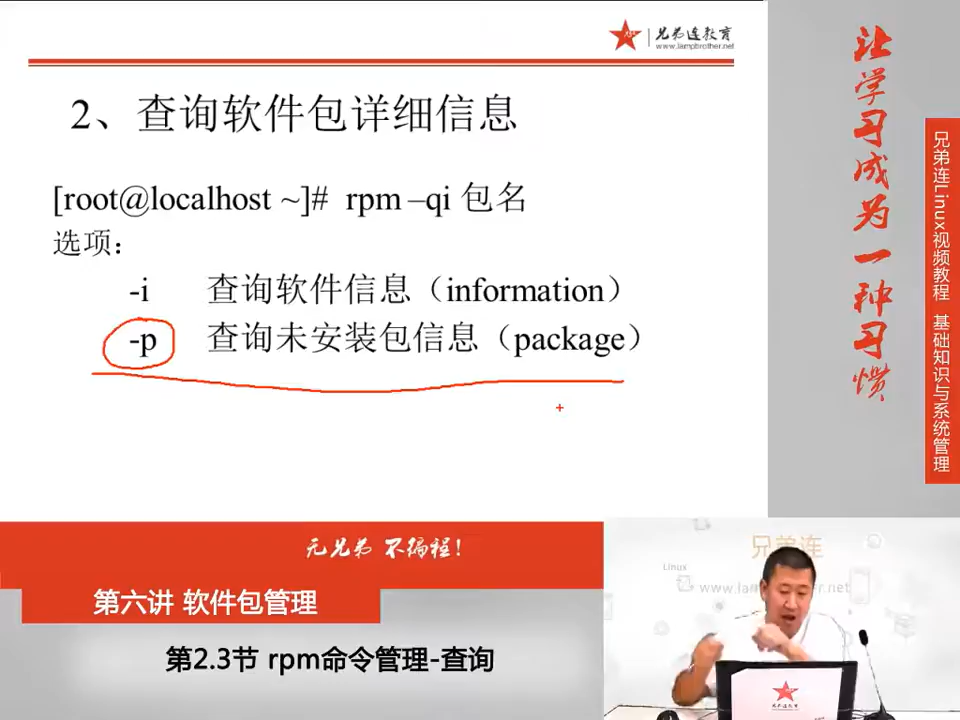 兄弟连教育
www.lampbrother.net
2、查询软件包详细信息
[root@localhost ~]# rpm –qi 包名
选项：
-i 查询软件信息（information）
-p 查询未安装包信息（package）
让学习成为一种习惯
兄弟连Linux视频教程 基础知识与系统管理
无兄弟 不编程！
第六讲 软件包管理
第2.3节 rpm命令管理-查询
兄弟连
Linux